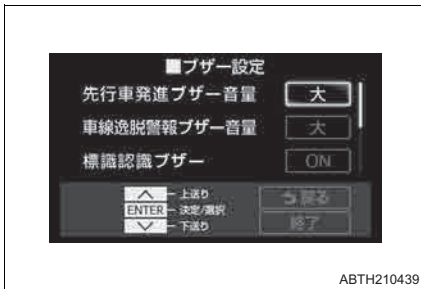 ■ブザー設定
先行車発進ブザー音量 大
車線逸脱警報ブザー音量 大
標識認識ブザー ON
上送り
戻る
ENTER 決定/選択
下送り
終了
ABTH210439